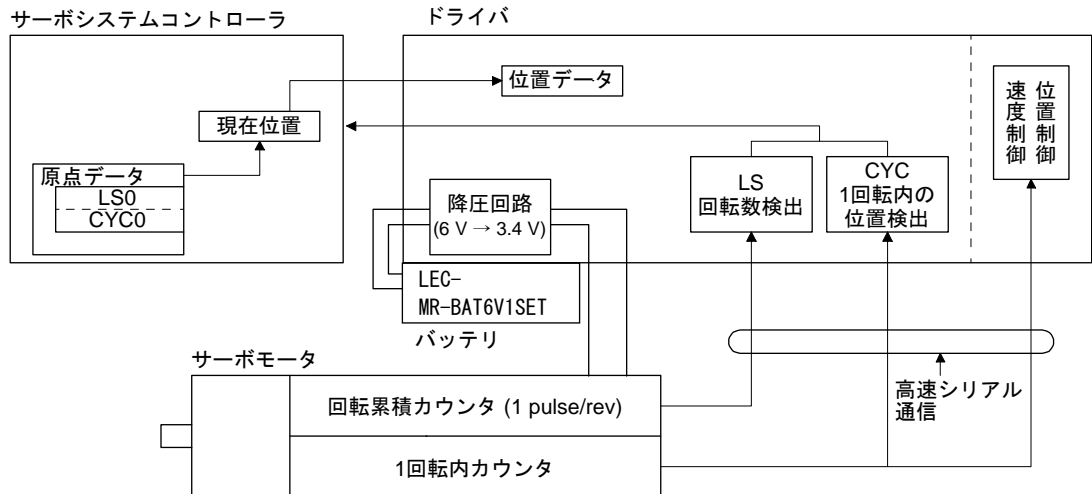 サーボシステムコントローラ
ドライバ
位置データ
現在位置
位置制御
速度制御
原点データ
LS0
CYC0
LS
回転数検出
CYC
1回転内の
位置検出
降圧回路
(6 V → 3.4 V)
LEC-
MR-BAT6V1SET
バッテリ
サーボモータ
高速シリアル
通信
回転累積カウンタ (1 pulse/rev)
1回転内カウンタ